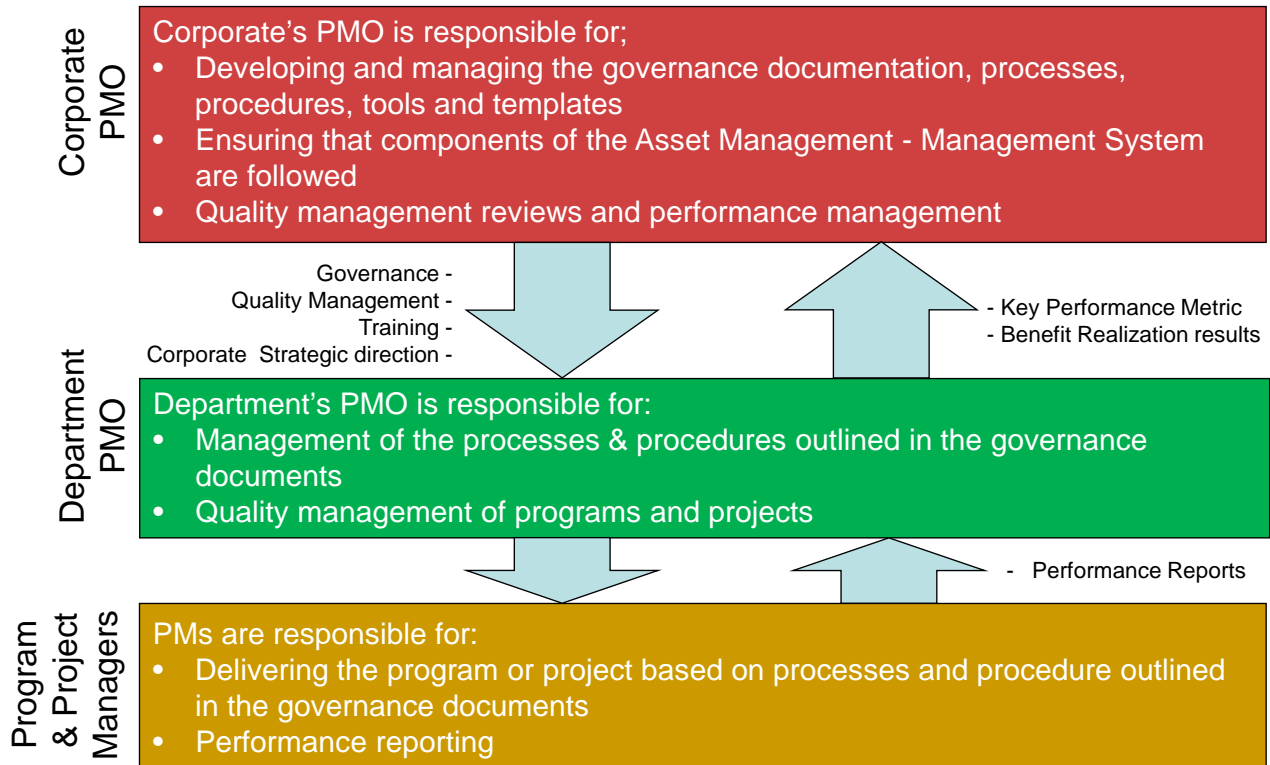 Corporate
PMO
Corporate's PMO is responsible for;
• Developing and managing the governance documentation, processes,
procedures, tools and templates
• Ensuring that components of the Asset Management - Management System
are followed
• Quality management reviews and performance management
Governance -
Quality Management -
Training -
Corporate Strategic direction -
- Key Performance Metric
- Benefit Realization results
Department
PMO
Department's PMO is responsible for:
• Management of the processes & procedures outlined in the governance
documents
• Quality management of programs and projects
- Performance Reports
Program
& Project
Managers
PMs are responsible for:
• Delivering the program or project based on processes and procedure outlined
in the governance documents
• Performance reporting